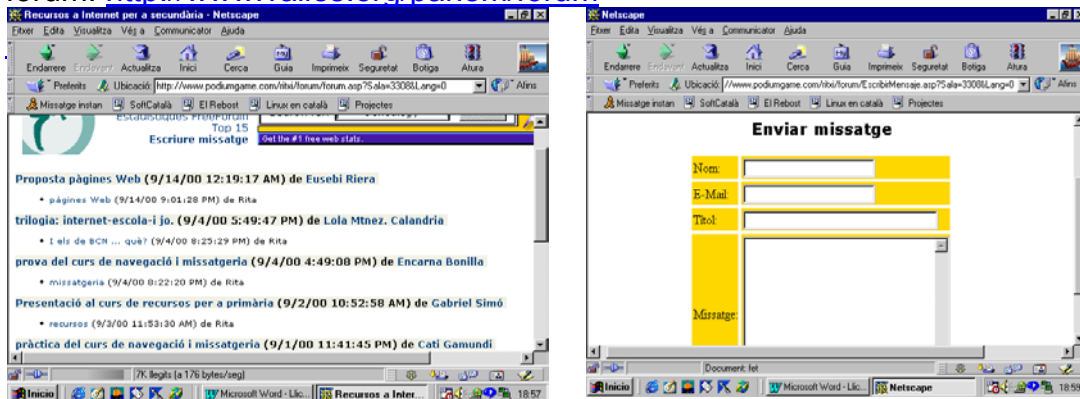 Recursos a Internet per a secundària - Netscape
Fitxer Edita Visualitza Vés a Communicator Ajuda
Endarrere Endavant Actualitza Inici Cerca Guia Imprimeix Seguretat Botiga Atura
Preferits Ubicació: http://www.podiumgame.com/ritxi/forum/forum.asp?Sala=3308&Lang=0 Afins
Missatge instan SoftCatalà El Rebost Linux en català Projectes
Estadístiques FreeForum
Top 15
Escriure missatge Get the #1 free web stats.
Proposta pàgines Web (9/14/00 12:19:17 AM) de Eusebi Riera
• pàgines Web (9/14/00 9:01:28 PM) de Rita
trilogia: internet-escola-i jo. (9/4/00 5:49:47 PM) de Lola Mtnez. Calandria
• I els de BCN ... què? (9/4/00 8:25:29 PM) de Rita
prova del curs de navegació i missatgeria (9/4/00 4:49:08 PM) de Encarna Bonilla
• missatgeria (9/4/00 8:22:20 PM) de Rita
Presentació al curs de recursos per a primària (9/2/00 10:52:58 AM) de Gabriel Simó
• recursos (9/3/00 11:53:30 AM) de Rita
pràctica del curs de navegació i missatgeria (9/1/00 11:41:45 PM) de Cati Gamundi
7K llegits (a 176 bytes/seg)
Inicio Microsoft Word - Llic... Recursos a Inter... 18:57
Netscape
Fitxer Edita Visualitza Vés a Communicator Ajuda
Endarrere Endavant Actualitza Inici Cerca Guia Imprimeix Seguretat Botiga Atura
Preferits Ubicació: //www.podiumgame.com/ritxi/forum/EscribirMensaje.asp?Sala=3308&Lang=0 Afins
Missatge instan SoftCatalà El Rebost Linux en català Projectes
Enviar missatge
Nom:
E-Mail:
Títol:
Missatge:
Document: fet
Inicio Microsoft Word - Llic... Netscape 18:59